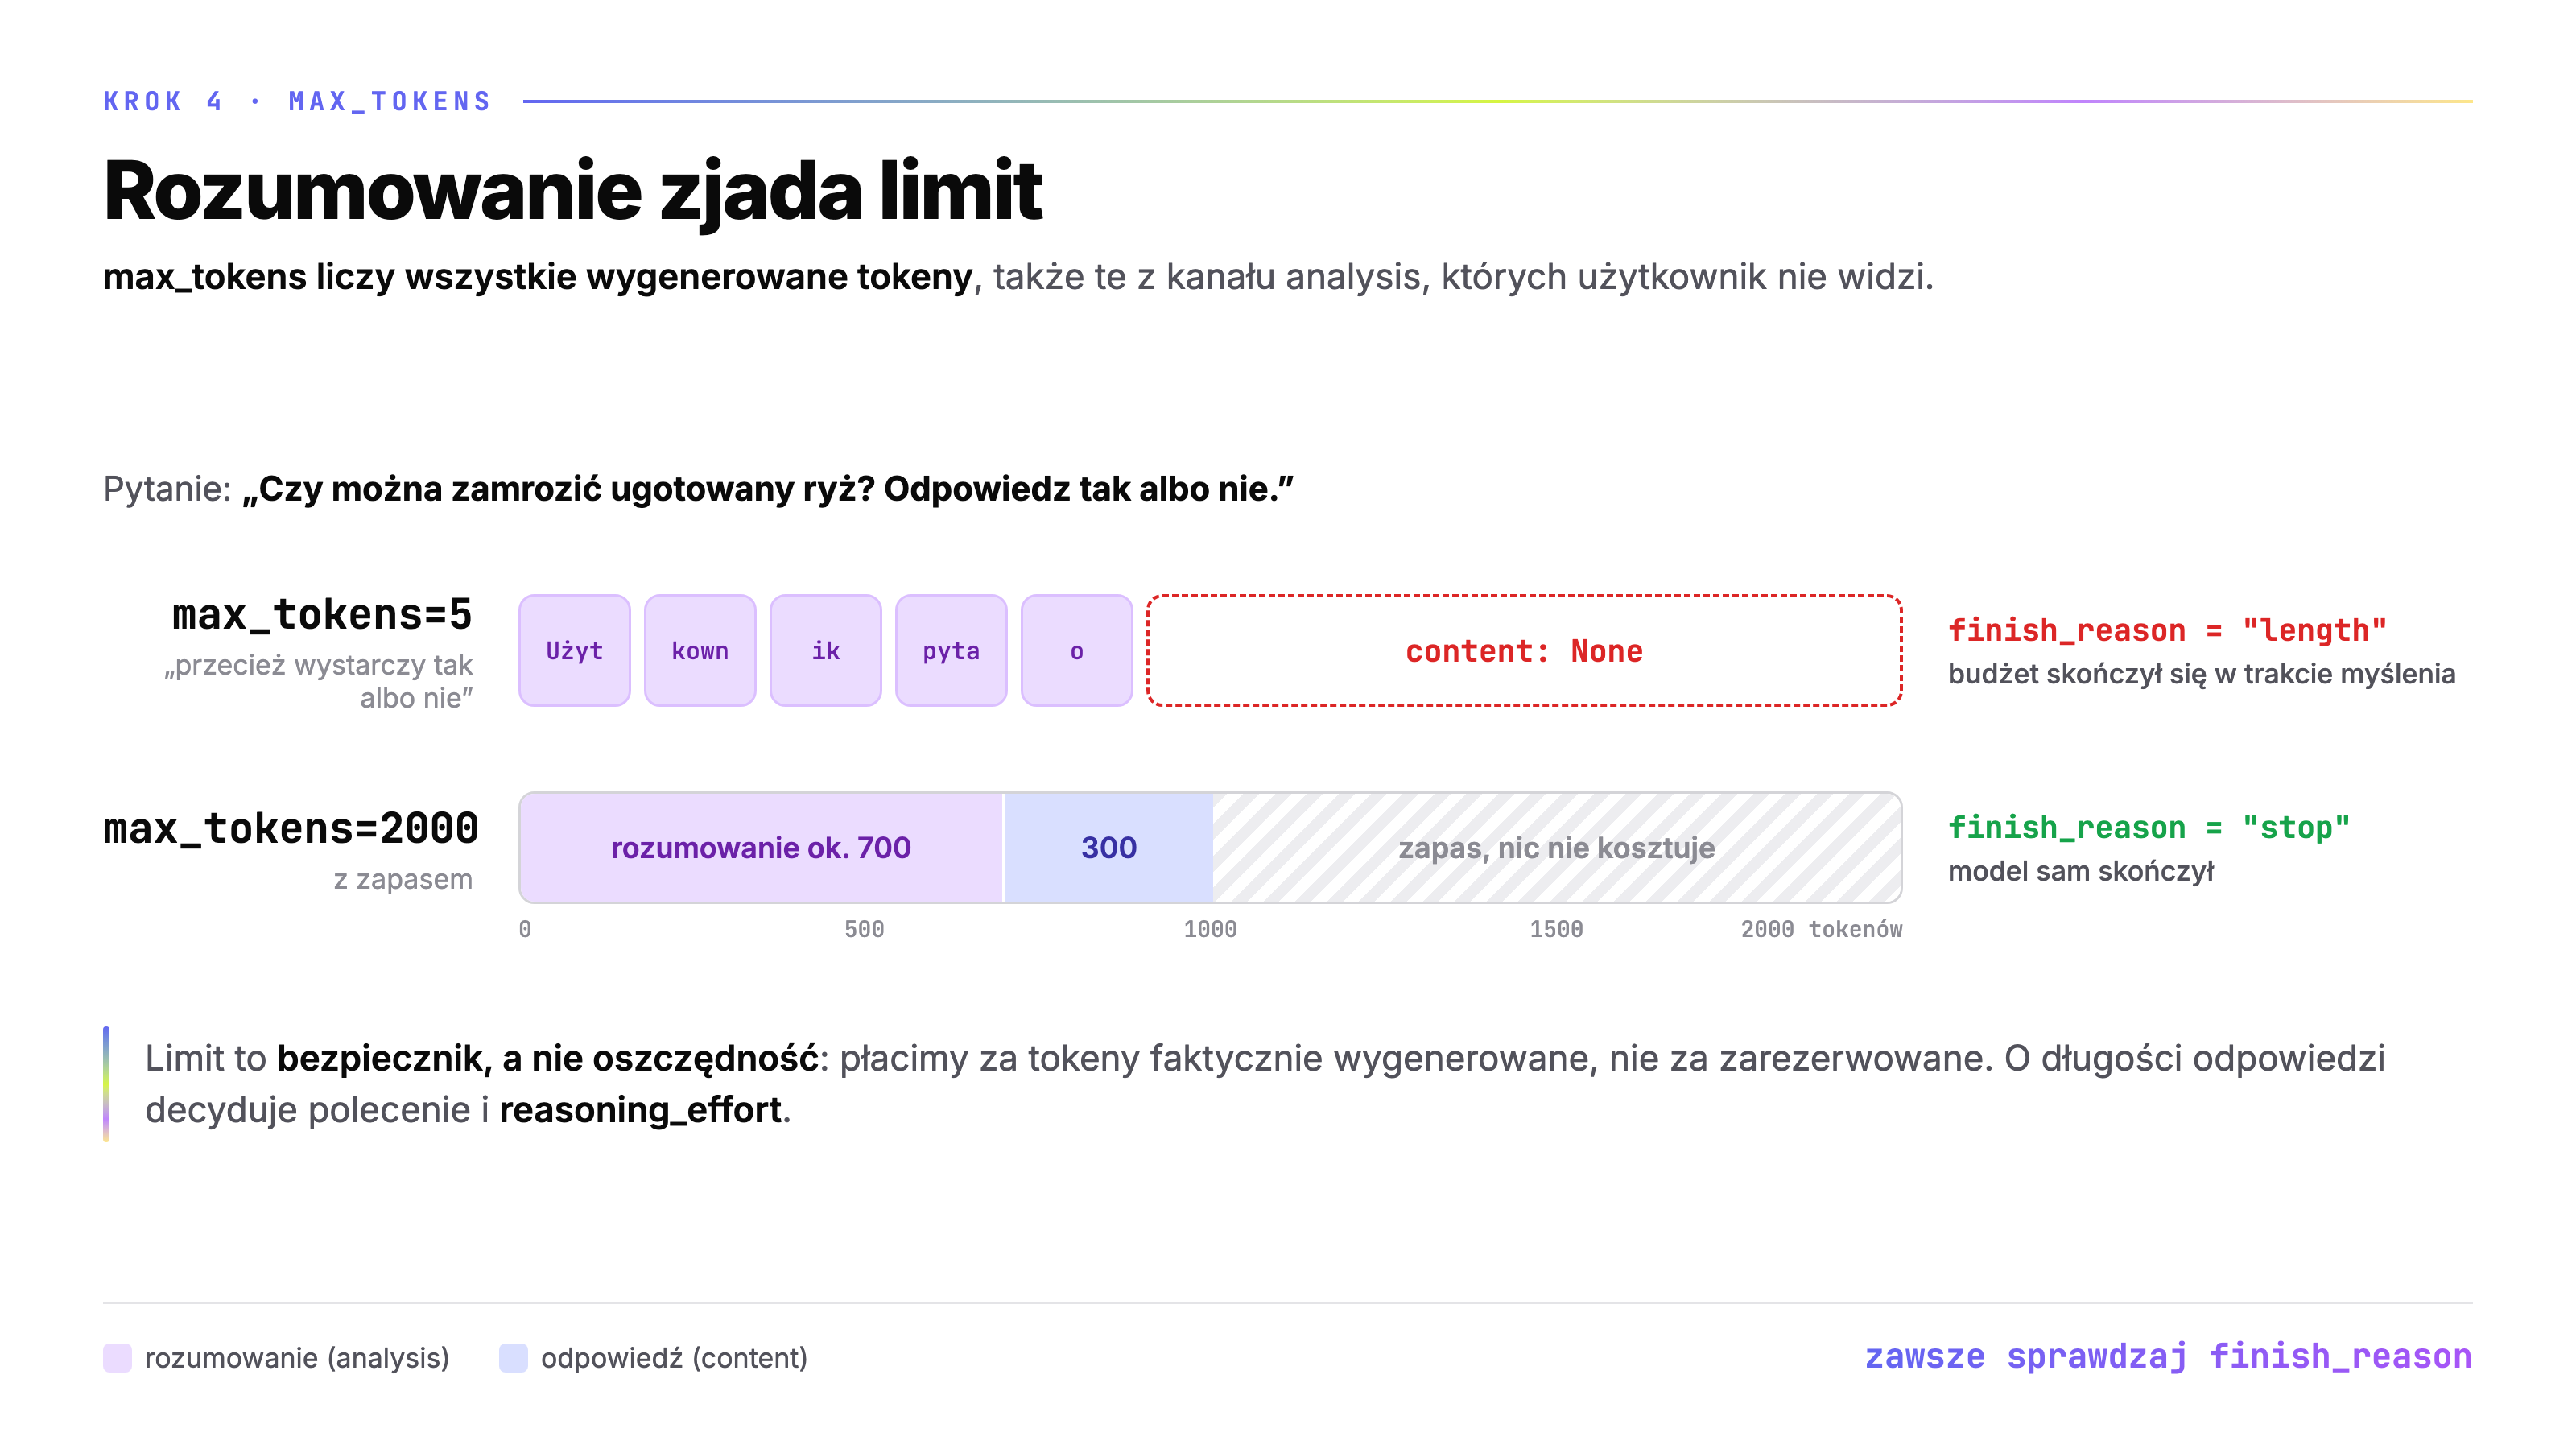 KROK 4 · MAX_TOKENS
Rozumowanie zjada limit
max_tokens liczy wszystkie wygenerowane tokeny, także te z kanału analysis, których użytkownik nie widzi.
Pytanie: „Czy można zamrozić ugotowany ryż? Odpowiedz tak albo nie.”
max_tokens=5
„przecież wystarczy tak
albo nie”
Użyt kown ik pyta o
content: None
finish_reason = "length"
budżet skończył się w trakcie myślenia
max_tokens=2000
z zapasem
rozumowanie ok. 700
300
zapas, nic nie kosztuje
finish_reason = "stop"
model sam skończył
0 500 1000 1500 2000 tokenów
Limit to bezpiecznik, a nie oszczędność: płacimy za tokeny faktycznie wygenerowane, nie za zarezerwowane. O długości odpowiedzi
decyduje polecenie i reasoning_effort.
rozumowanie (analysis)
odpowiedź (content)
zawsze sprawdzaj finish_reason